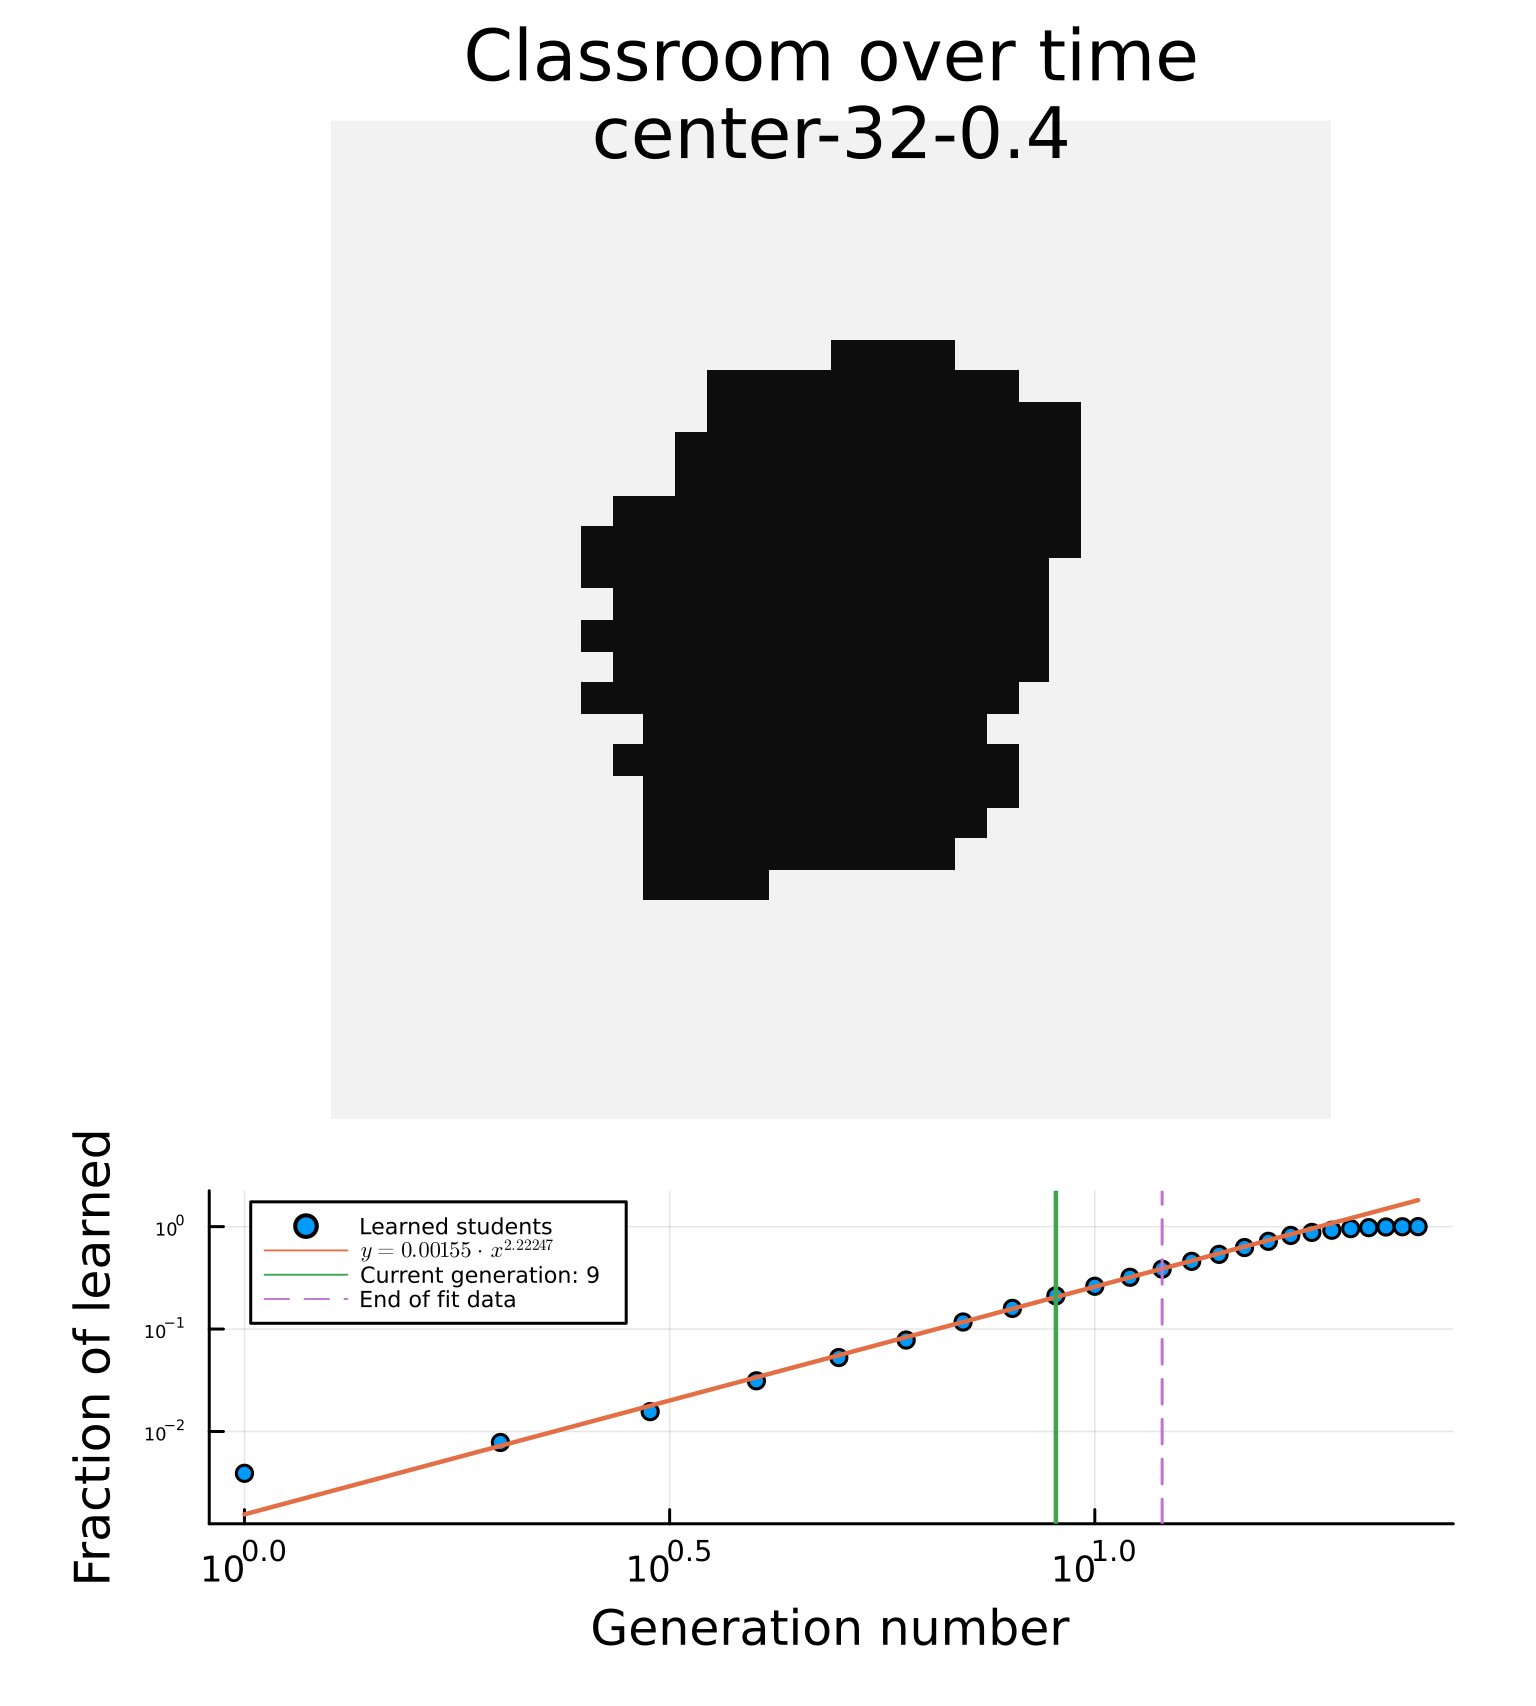 Classroom over time
center-32-0.4
Fraction of learned
10⁰
10⁻¹
10⁻²
Learned students
y = 0.00155 · x^2.22247
Current generation: 9
End of fit data
10^0.0 10^0.5 10^1.0
Generation number